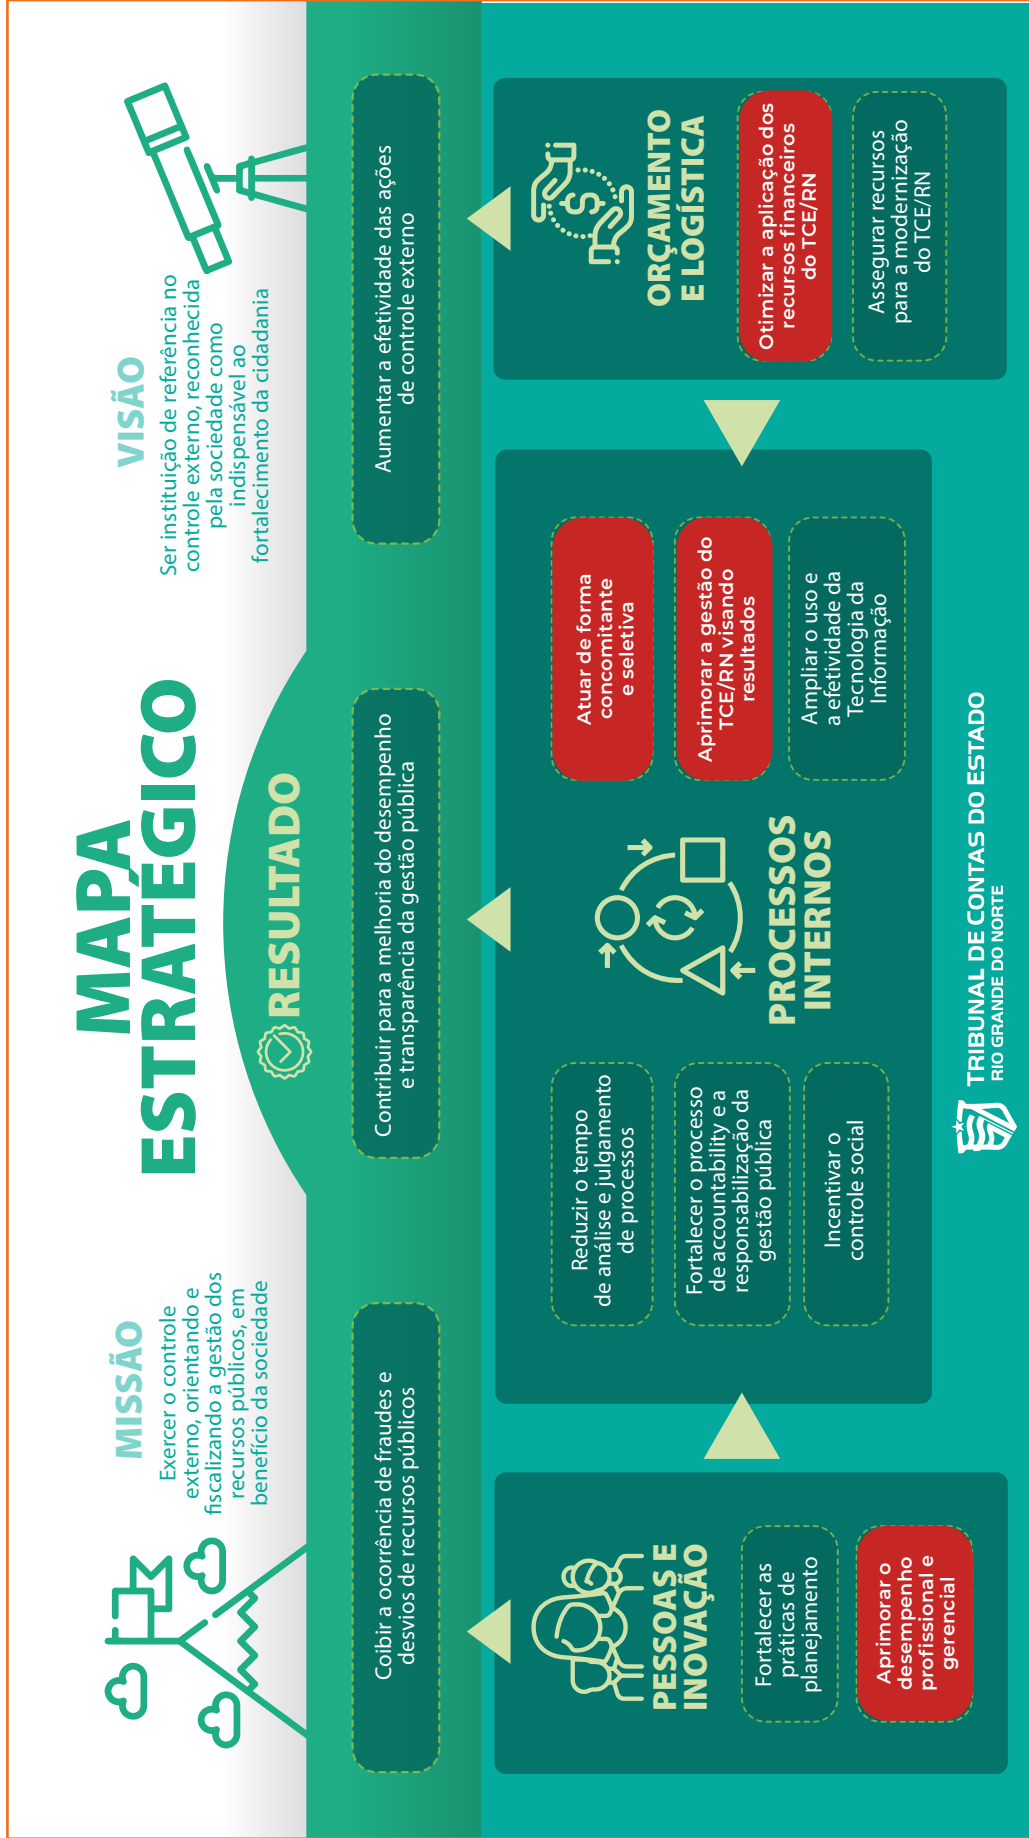 MAPA
ESTRATÉGICO
MISSÃO
Exercer o controle
externo, orientando e
fiscalizando a gestão dos
recursos públicos, em
benefício da sociedade
VISÃO
Ser instituição de referência no
controle externo, reconhecida
pela sociedade como
indispensável ao
fortalecimento da cidadania
RESULTADO
Coibir a ocorrência de fraudes e
desvios de recursos públicos
Contribuir para a melhoria do desempenho
e transparência da gestão pública
Aumentar a efetividade das ações
de controle externo
PESSOAS E
INOVAÇÃO
Fortalecer as
práticas de
planejamento
Aprimorar o
desempenho
profissional e
gerencial
Reduzir o tempo
de análise e julgamento
de processos
Fortalecer o processo
de accountability e a
responsabilização da
gestão pública
Incentivar o
controle social
PROCESSOS
INTERNOS
Atuar de forma
concomitante
e seletiva
Aprimorar a gestão do
TCE/RN visando
resultados
Ampliar o uso e
a efetividade da
Tecnologia da
Informação
ORÇAMENTO
E LOGÍSTICA
Otimizar a aplicação dos
recursos financeiros
do TCE/RN
Assegurar recursos
para a modernização
do TCE/RN
TRIBUNAL DE CONTAS DO ESTADO
RIO GRANDE DO NORTE